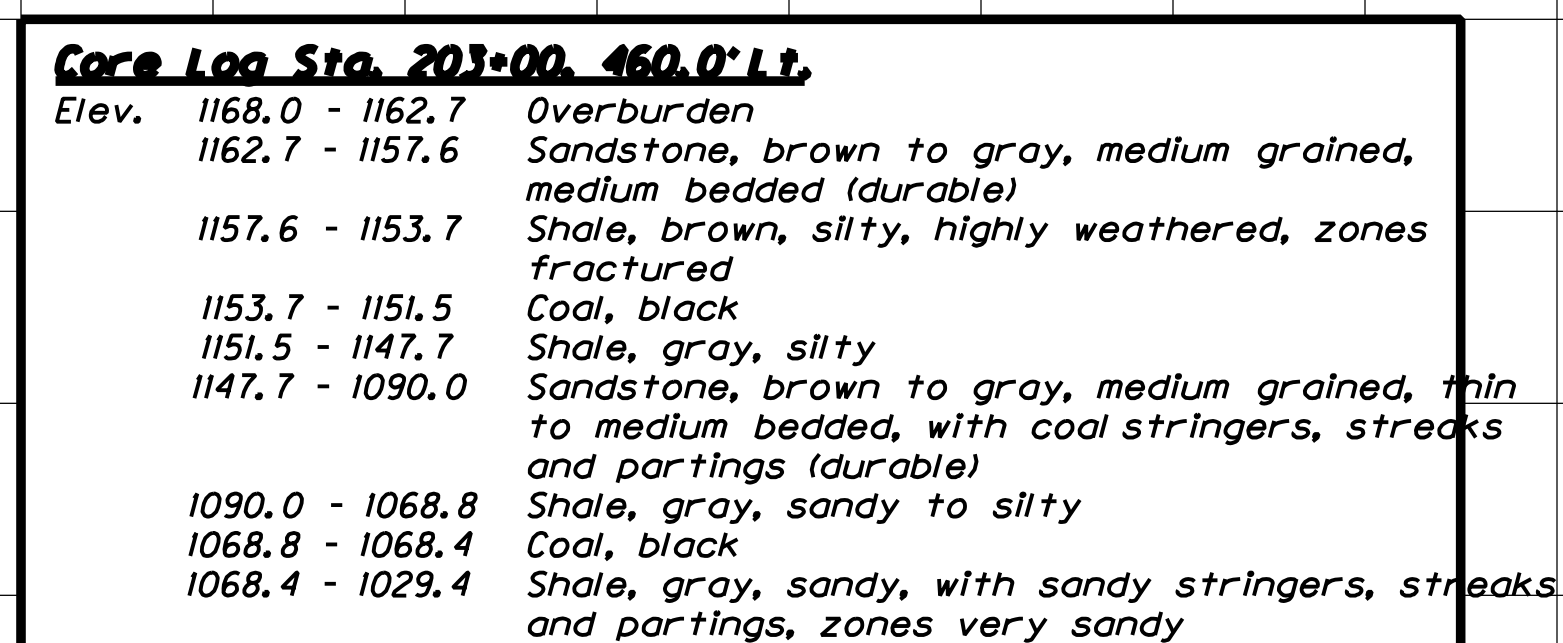 Core Log Sta. 203+00, 460.0' Lt.
Elev. 1168.0 - 1162.7 Overburden
1162.7 - 1157.6 Sandstone, brown to gray, medium grained,
medium bedded (durable)
1157.6 - 1153.7 Shale, brown, silty, highly weathered, zones
fractured
1153.7 - 1151.5 Coal, black
1151.5 - 1147.7 Shale, gray, silty
1147.7 - 1090.0 Sandstone, brown to gray, medium grained, thin
to medium bedded, with coal stringers, streaks
and partings (durable)
1090.0 - 1068.8 Shale, gray, sandy to silty
1068.8 - 1068.4 Coal, black
1068.4 - 1029.4 Shale, gray, sandy, with sandy stringers, streaks
and partings, zones very sandy